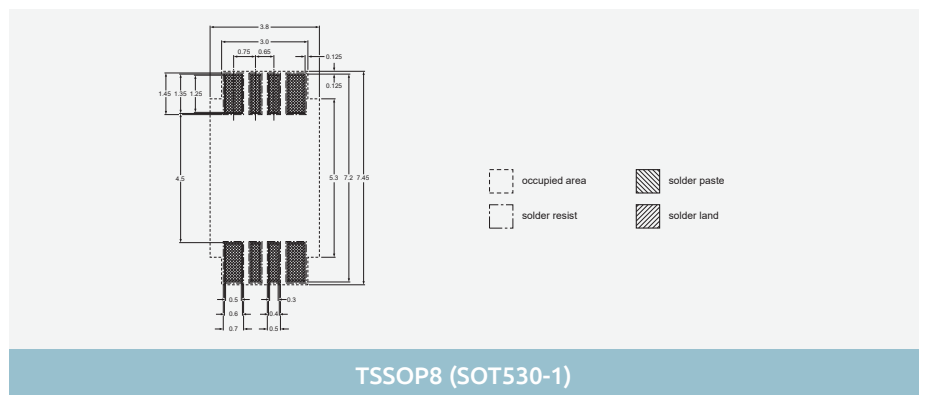 3.8
3.0
0.75 0.65
0.125
0.125
1.45 1.35 1.25
4.5
5.3 7.2 7.45
occupied area
solder paste
solder resist
solder land
0.5 0.3
0.6 0.4
0.7 0.5
TSSOP8 (SOT530-1)